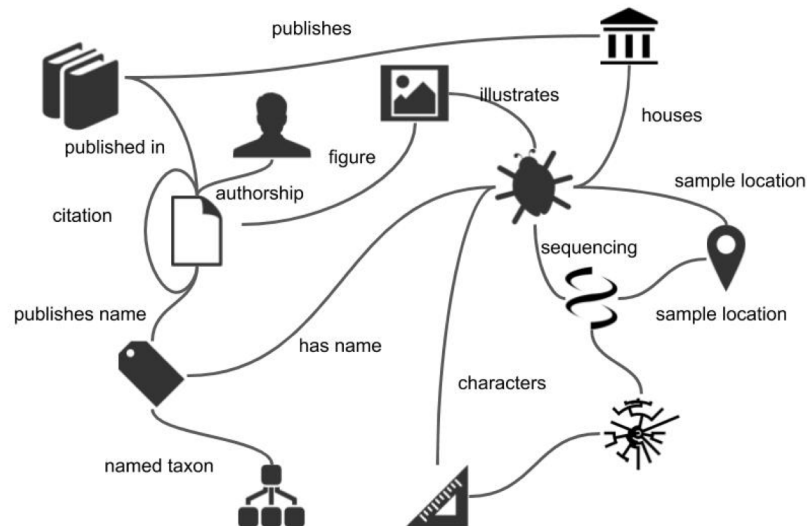 publishes
illustrates
houses
published in
figure
sample location
authorship
citation
sequencing
publishes name
sample location
has name
characters
named taxon